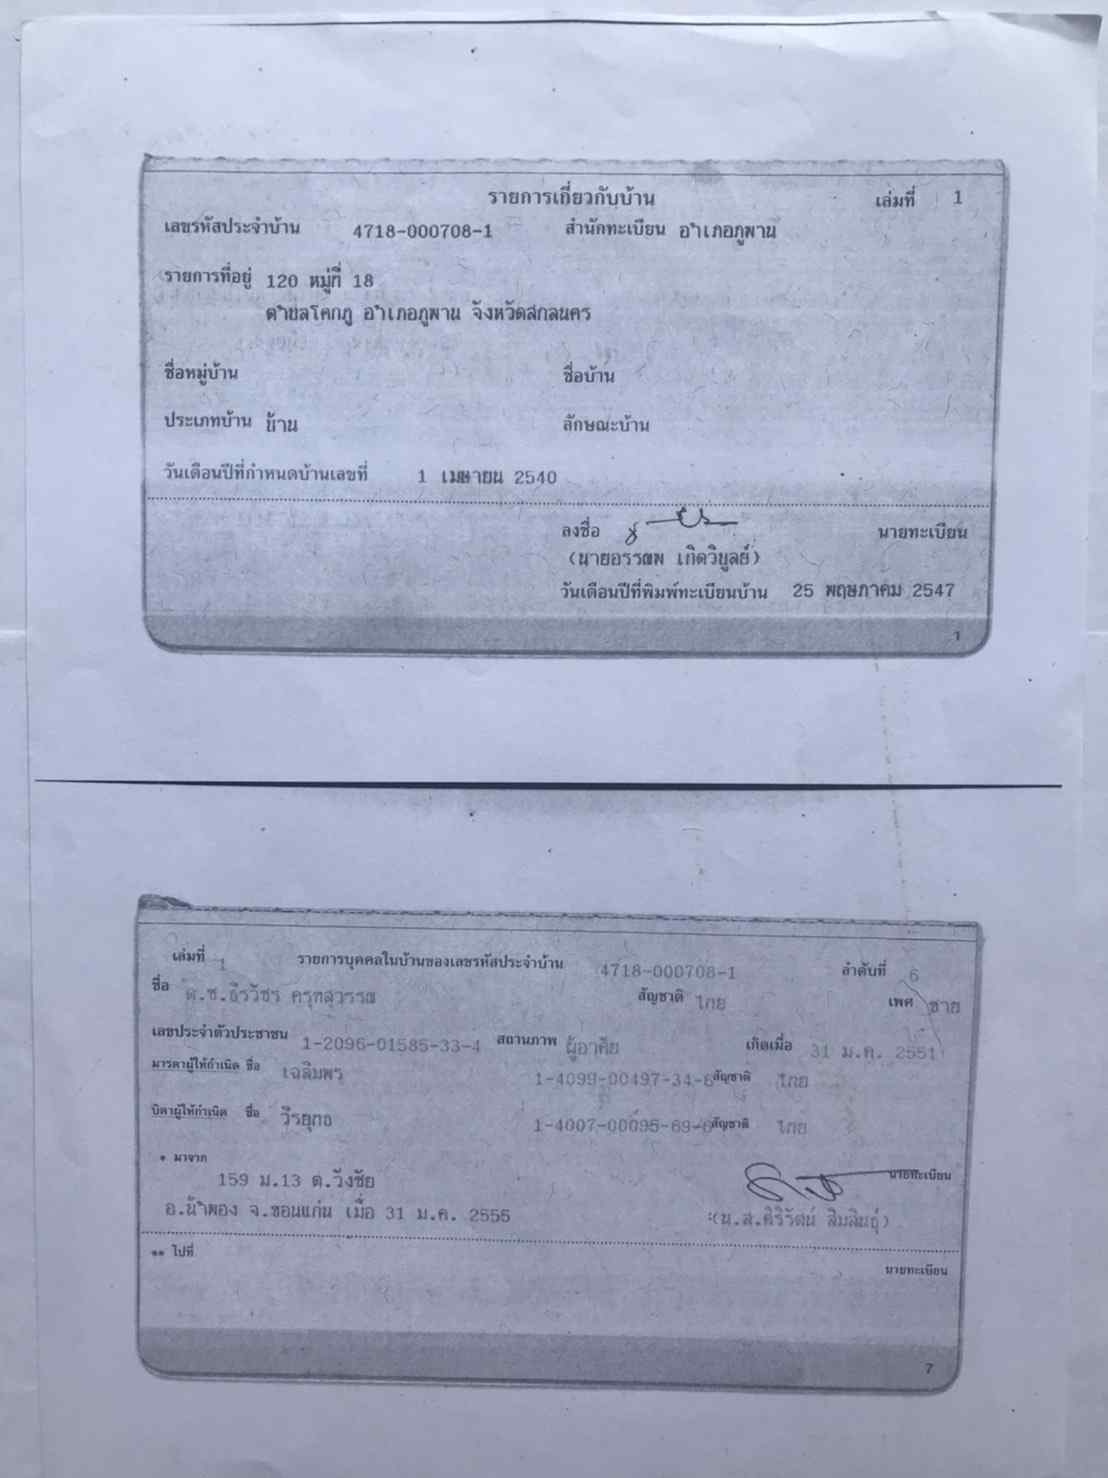 รายการเกี่ยวกับบ้าน เล่มที่ 1
เลขรหัสประจำบ้าน 4718-000708-1 สำนักทะเบียน อำเภอภูพาน
รายการที่อยู่ 120 หมู่ที่ 18
ตำบลโคกภู อำเภอภูพาน จังหวัดสกลนคร
ชื่อหมู่บ้าน ชื่อบ้าน
ประเภทบ้าน บ้าน ลักษณะบ้าน
วันเดือนปีที่กำหนดบ้านเลขที่ 1 เมษายน 2540
ลงชื่อ นายทะเบียน
(นายอรรณพ เกิดวิบูลย์)
วันเดือนปีที่พิมพ์ทะเบียนบ้าน 25 พฤษภาคม 2547
1
เล่มที่ 1 รายการบุคคลในบ้านของเลขรหัสประจำบ้าน 4718-000708-1 ลำดับที่ 6
ชื่อ ด.ช.ธีรวัชร ครุฑสุวรรณ สัญชาติ ไทย เพศ ชาย
เลขประจำตัวประชาชน 1-2096-01585-33-4 สถานภาพ ผู้อาศัย เกิดเมื่อ 31 ม.ค. 2551
มารดาผู้ให้กำเนิด ชื่อ เฉลิมพร 1-4099-00497-34-6 สัญชาติ ไทย
บิดาผู้ให้กำเนิด ชื่อ วีรยุทธ 1-4007-00095-69-6 สัญชาติ ไทย
* มาจาก
159 ม.13 ต.วังชัย นายทะเบียน
อ.น้ำพอง จ.ขอนแก่น เมื่อ 31 ม.ค. 2555 (น.ส.ศิริรัตน์ สิมสินธุ์)
** ไปที่
นายทะเบียน
7